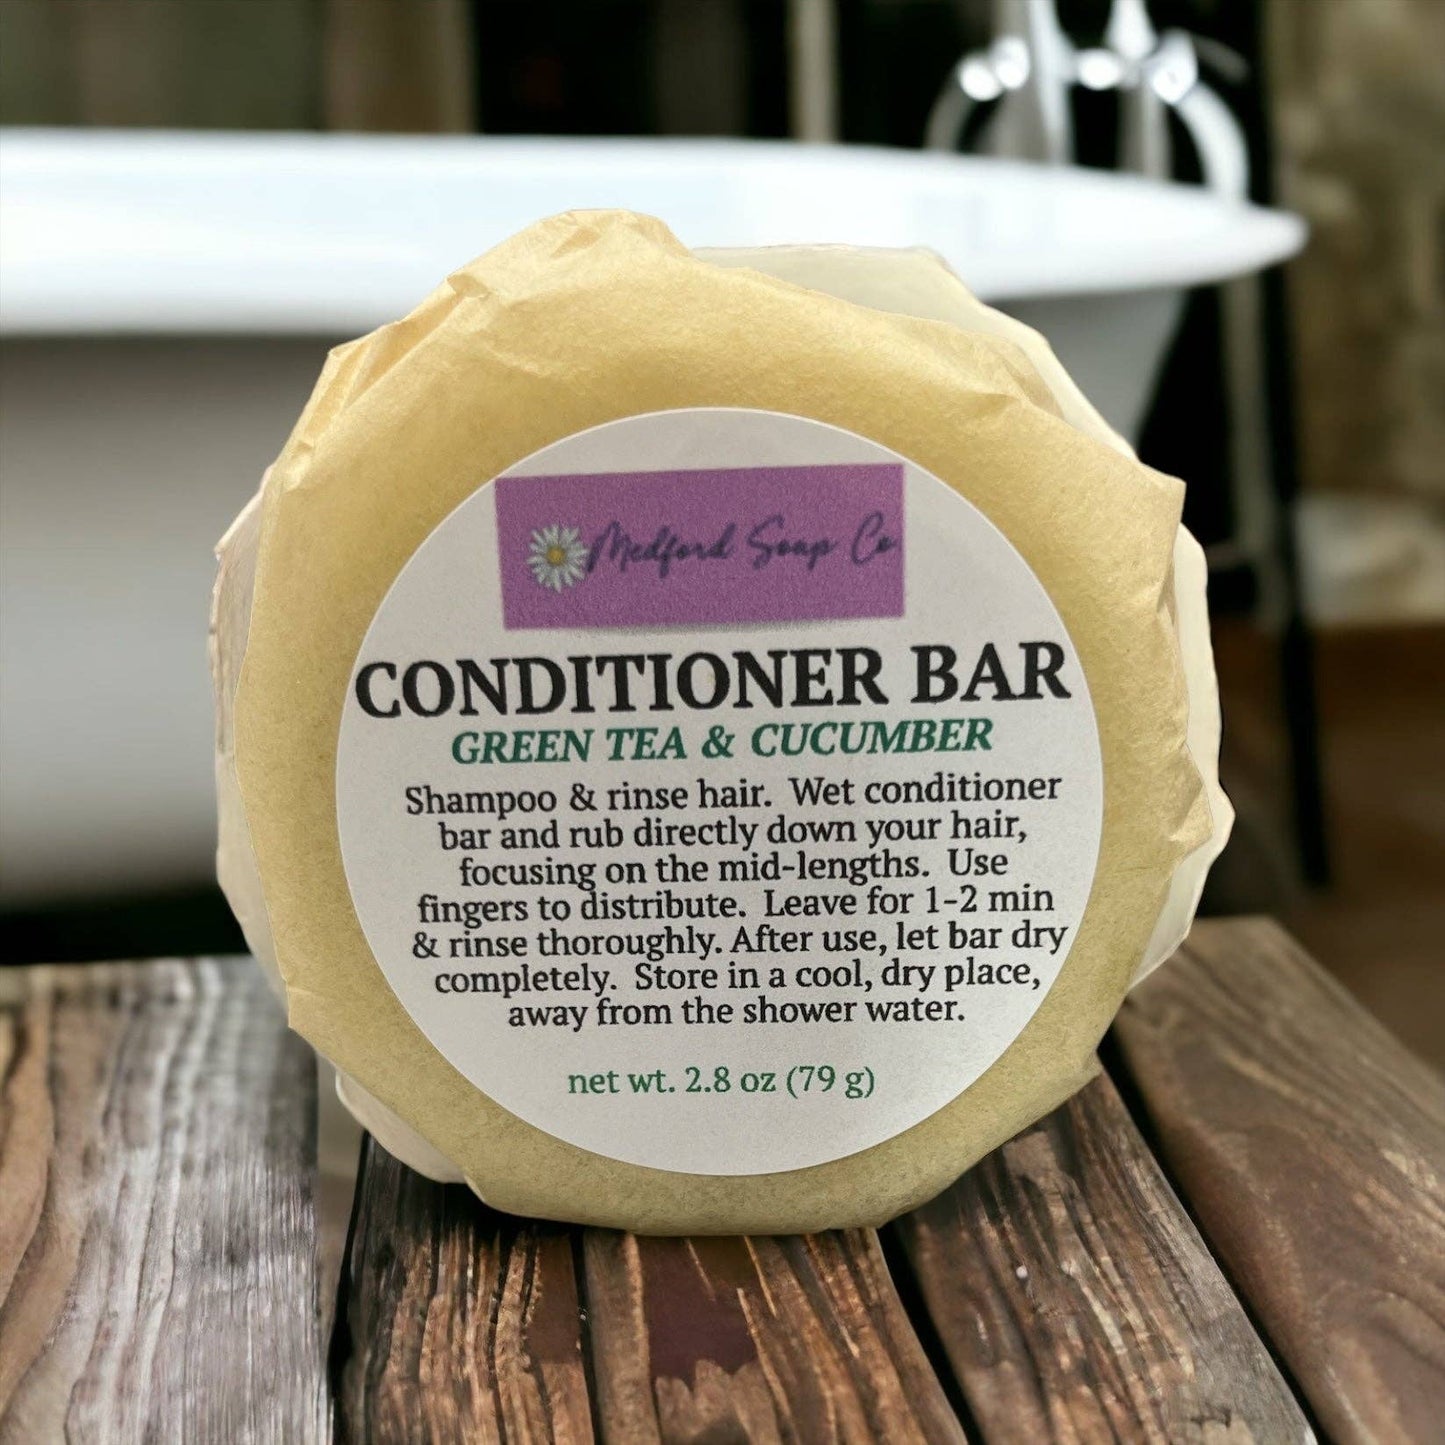 Medford Soap Co.
CONDITIONER BAR
GREEN TEA & CUCUMBER
Shampoo & rinse hair. Wet conditioner
bar and rub directly down your hair,
focusing on the mid-lengths. Use
fingers to distribute. Leave for 1-2 min
& rinse thoroughly. After use, let bar dry
completely. Store in a cool, dry place,
away from the shower water.
net wt. 2.8 oz (79 g)